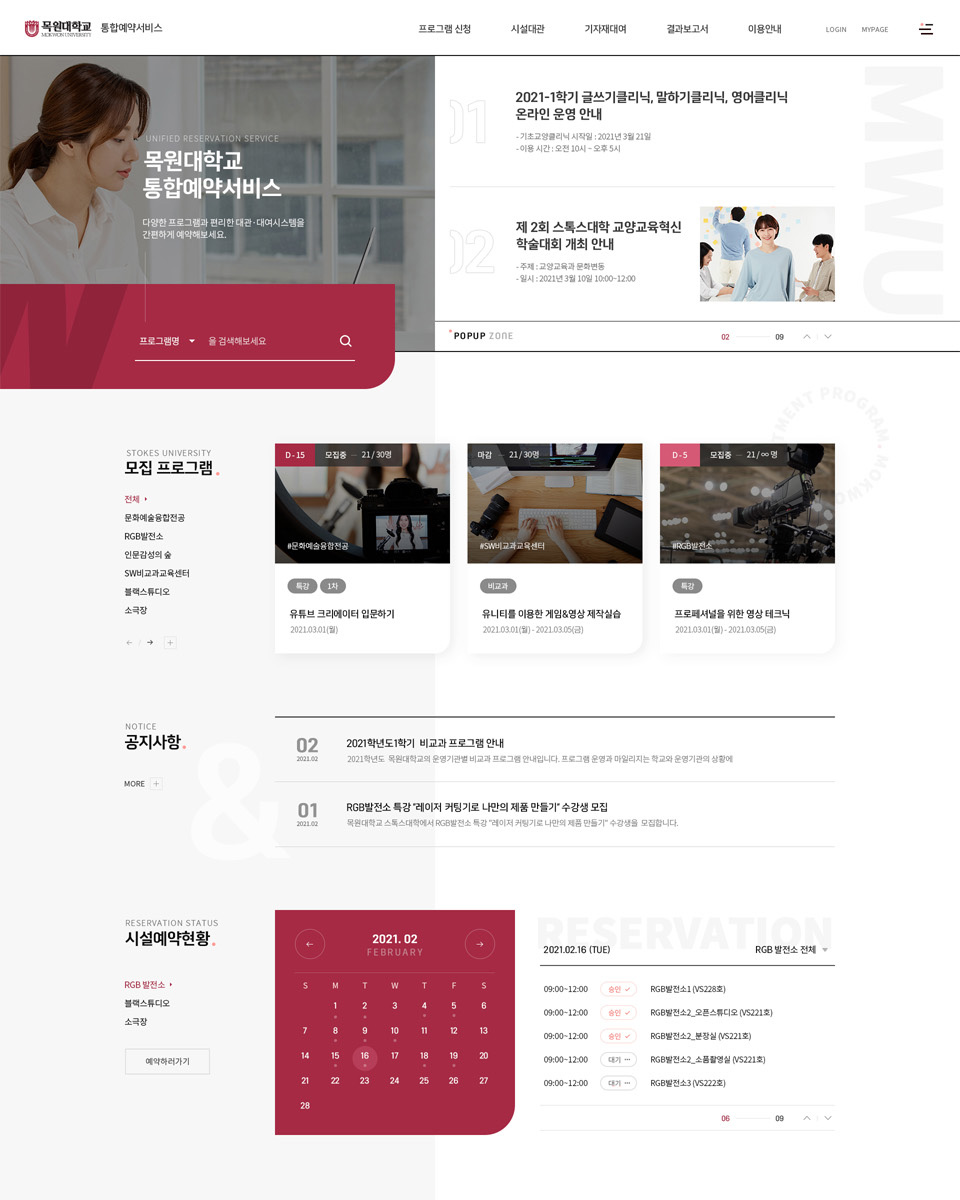 목원대학교 통합예약서비스
MOKWON UNIVERSITY
프로그램 신청 시설대관 기자재대여 결과보고서 이용안내
LOGIN MYPAGE
UNIFIED RESERVATION SERVICE
목원대학교
통합예약서비스
다양한 프로그램과 편리한 대관·대여시스템을
간편하게 예약해보세요.
W
프로그램명 을 검색해보세요
01
2021-1학기 글쓰기클리닉, 말하기클리닉, 영어클리닉
온라인 운영 안내
- 기초교양클리닉 시작일 : 2021년 3월 21일
- 이용 시간 : 오전 10시 ~ 오후 5시
02
제 2회 스톡스대학 교양교육혁신
학술대회 개최 안내
- 주제 : 교양교육과 문화변동
- 일시 : 2021년 3월 10일 10:00~12:00
MWU
POPUP ZONE
02 09
TMENT PROGRAM. MOKWO
STOKES UNIVERSITY
모집 프로그램.
전체
문화예술융합전공
RGB발전소
인문감성의 숲
SW비교과교육센터
블랙스튜디오
소극장
D - 15 모집중 — 21 / 30명
#문화예술융합전공
특강 1차
유튜브 크리에이터 입문하기
2021.03.01(월)
마감 — 21 / 30명
#SW비교과교육센터
비교과
유니티를 이용한 게임&영상 제작실습
2021.03.01(월) - 2021.03.05(금)
D - 5 모집중 — 21 / ∞ 명
#RGB발전소
특강
프로페셔널을 위한 영상 테크닉
2021.03.01(월) - 2021.03.05(금)
NOTICE
공지사항.
MORE +
&
02
2021.02
2021학년도1학기 비교과 프로그램 안내
2021학년도 목원대학교의 운영기관별 비교과 프로그램 안내입니다. 프로그램 운영과 마일리지는 학교와 운영기관의 상황에
01
2021.02
RGB발전소 특강 "레이저 커팅기로 나만의 제품 만들기" 수강생 모집
목원대학교 스톡스대학에서 RGB발전소 특강 "레이저 커팅기로 나만의 제품 만들기" 수강생을 모집합니다.
RESERVATION STATUS
시설예약현황.
RGB 발전소
블랙스튜디오
소극장
예약하러가기
2021. 02
FEBRUARY
S M T W T F S
1 2 3 4 5 6
7 8 9 10 11 12 13
14 15 16 17 18 19 20
21 22 23 24 25 26 27
28
RESERVATION
2021.02.16 (TUE) RGB 발전소 전체
09:00~12:00 승인 RGB발전소1 (VS228호)
09:00~12:00 승인 RGB발전소2_오픈스튜디오 (VS221호)
09:00~12:00 승인 RGB발전소2_분장실 (VS221호)
09:00~12:00 대기 RGB발전소2_소품촬영실 (VS221호)
09:00~12:00 대기 RGB발전소3 (VS222호)
06 09